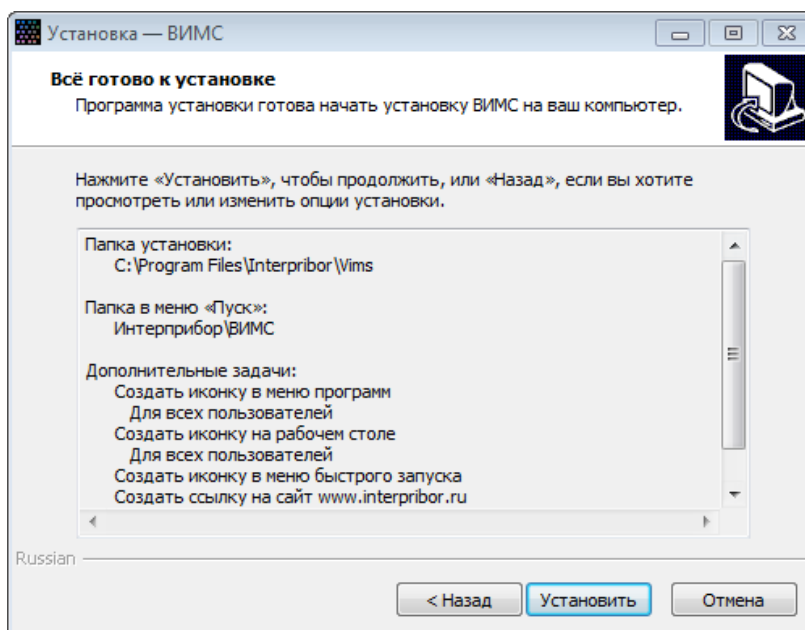 Установка — ВИМС
Всё готово к установке
Программа установки готова начать установку ВИМС на ваш компьютер.
Нажмите «Установить», чтобы продолжить, или «Назад», если вы хотите
просмотреть или изменить опции установки.
Папка установки:
C:\Program Files\Interpribor\Vims
Папка в меню «Пуск»:
Интерприбор\ВИМС
Дополнительные задачи:
Создать иконку в меню программ
Для всех пользователей
Создать иконку на рабочем столе
Для всех пользователей
Создать иконку в меню быстрого запуска
Создать ссылку на сайт www.interpribor.ru
Russian
< Назад
Установить
Отмена